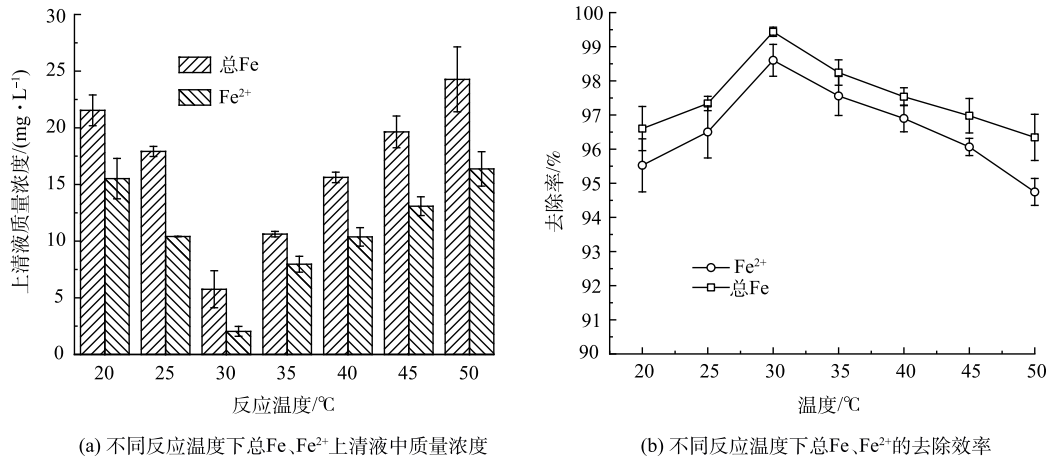 上清液质量浓度/(mg·L⁻¹)
30
25
20
15
10
5
0
总Fe
Fe²⁺
20 25 30 35 40 45 50
反应温度/℃
(a) 不同反应温度下总Fe、Fe²⁺上清液中质量浓度
去除率/%
100
99
98
97
96
95
94
93
92
91
90
Fe²⁺
总Fe
20 25 30 35 40 45 50
温度/℃
(b) 不同反应温度下总Fe、Fe²⁺的去除效率